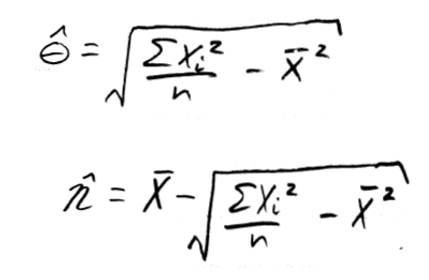 θ̂ = √(ΣXᵢ²/n − X̄²)
η̂ = X̄ − √(ΣXᵢ²/n − X̄²)